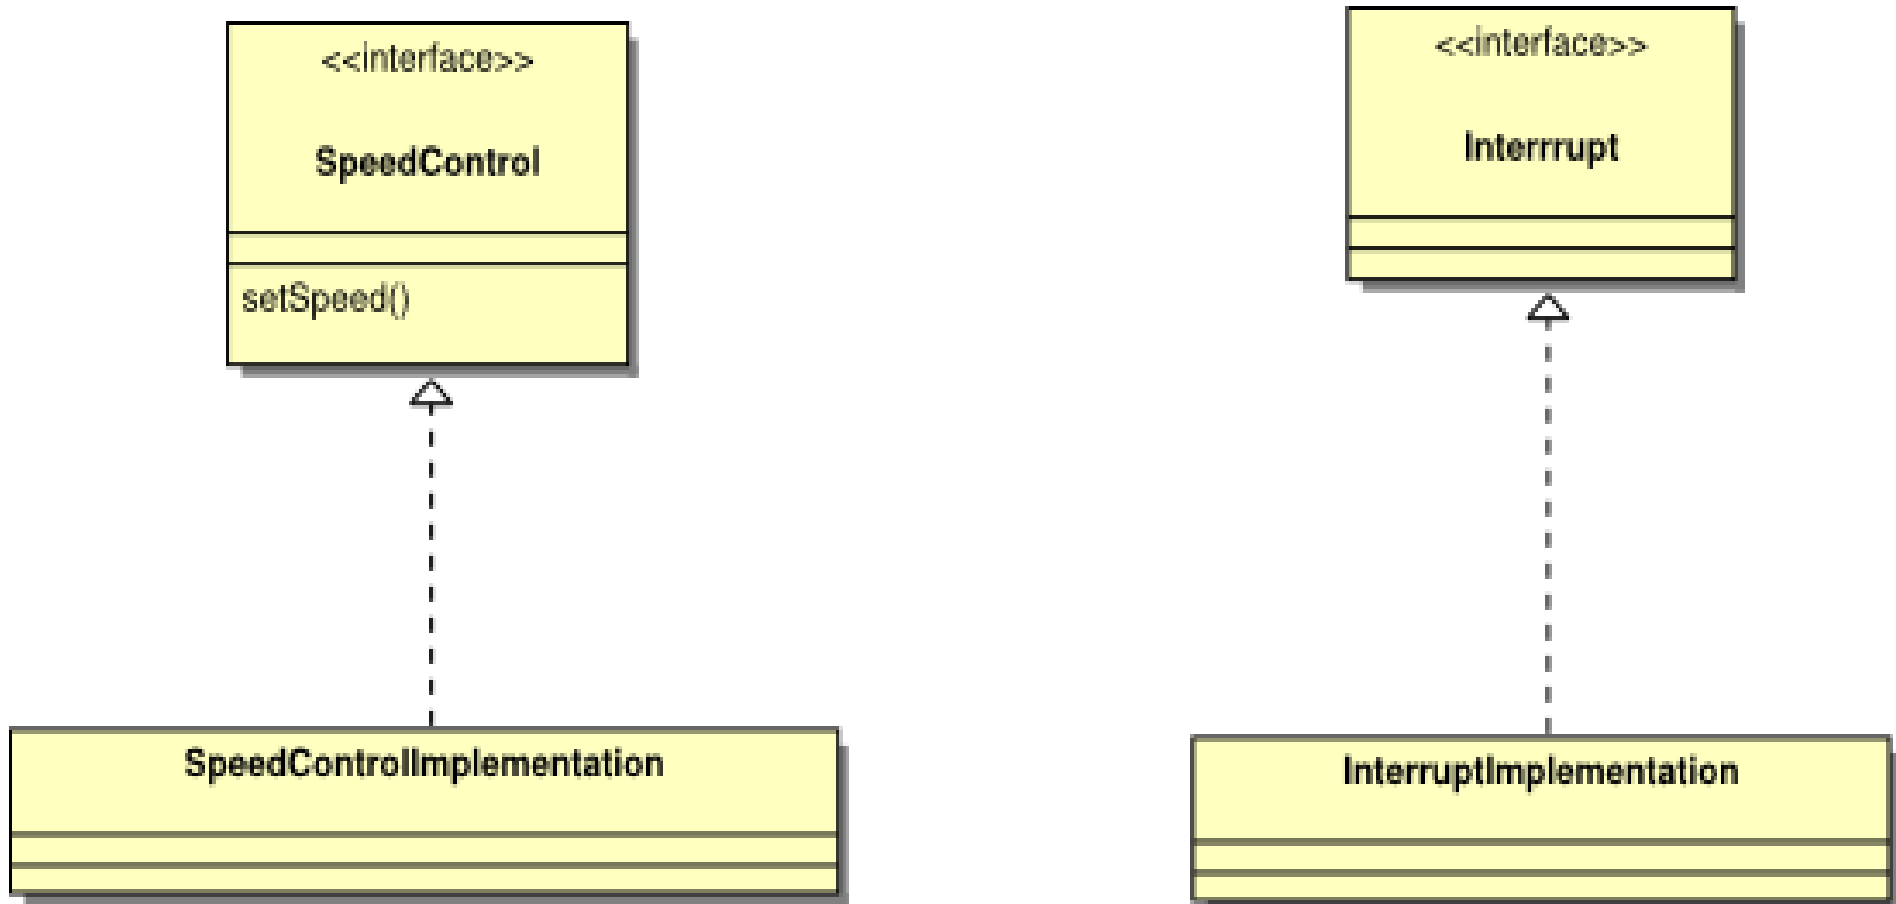 <<interface>>
SpeedControl
setSpeed()
<<interface>>
Interrrupt
SpeedControlImplementation
InterruptImplementation